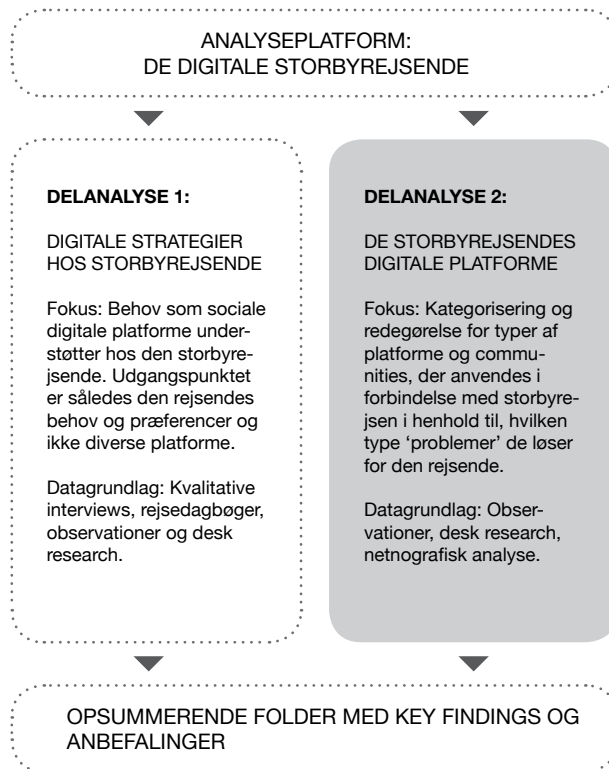 ANALYSEPLATFORM:
DE DIGITALE STORBYREJSENDE
DELANALYSE 1:
DIGITALE STRATEGIER
HOS STORBYREJSENDE
Fokus: Behov som sociale
digitale platforme under-
støtter hos den storbyre-
jsende. Udgangspunktet
er således den rejsendes
behov og præferencer og
ikke diverse platforme.
Datagrundlag: Kvalitative
interviews, rejsedagbøger,
observationer og desk
research.
DELANALYSE 2:
DE STORBYREJSENDES
DIGITALE PLATFORME
Fokus: Kategorisering og
redegørelse for typer af
platforme og commu-
nities, der anvendes i
forbindelse med storbyre-
jsen i henhold til, hvilken
type ‘problemer’ de løser
for den rejsende.
Datagrundlag: Obser-
vationer, desk research,
netnografisk analyse.
OPSUMMERENDE FOLDER MED KEY FINDINGS OG
ANBEFALINGER